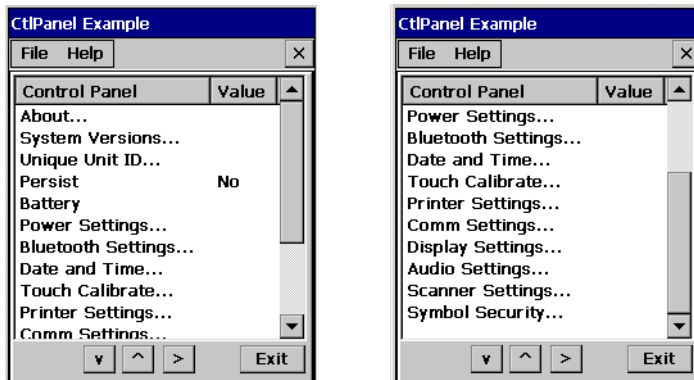 CtlPanel Example
File Help ×
Control Panel Value
About...
System Versions...
Unique Unit ID...
Persist No
Battery
Power Settings...
Bluetooth Settings...
Date and Time...
Touch Calibrate...
Printer Settings...
Comm Settings...
v ^ > Exit
CtlPanel Example
File Help ×
Control Panel Value
Power Settings...
Bluetooth Settings...
Date and Time...
Touch Calibrate...
Printer Settings...
Comm Settings...
Display Settings...
Audio Settings...
Scanner Settings...
Symbol Security...
v ^ > Exit